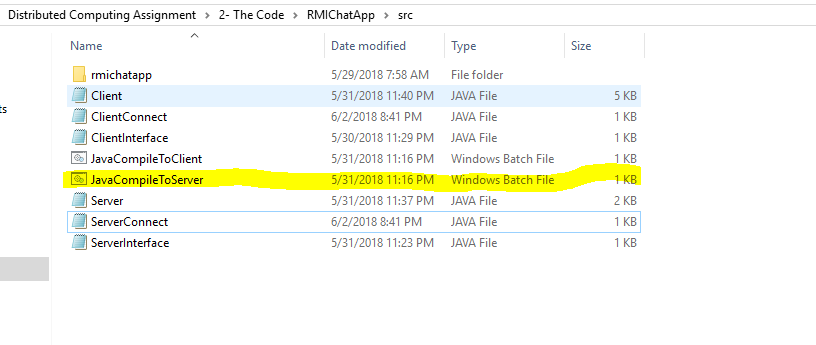 Distributed Computing Assignment > 2- The Code > RMIChatApp > src
Name Date modified Type Size
rmichatapp 5/29/2018 7:58 AM File folder
Client 5/31/2018 11:40 PM JAVA File 5 KB
ts
ClientConnect 6/2/2018 8:41 PM JAVA File 1 KB
ClientInterface 5/30/2018 11:29 PM JAVA File 1 KB
JavaCompileToClient 5/31/2018 11:16 PM Windows Batch File 1 KB
JavaCompileToServer 5/31/2018 11:16 PM Windows Batch File 1 KB
Server 5/31/2018 11:37 PM JAVA File 2 KB
ServerConnect 6/2/2018 8:41 PM JAVA File 1 KB
ServerInterface 5/31/2018 11:23 PM JAVA File 1 KB